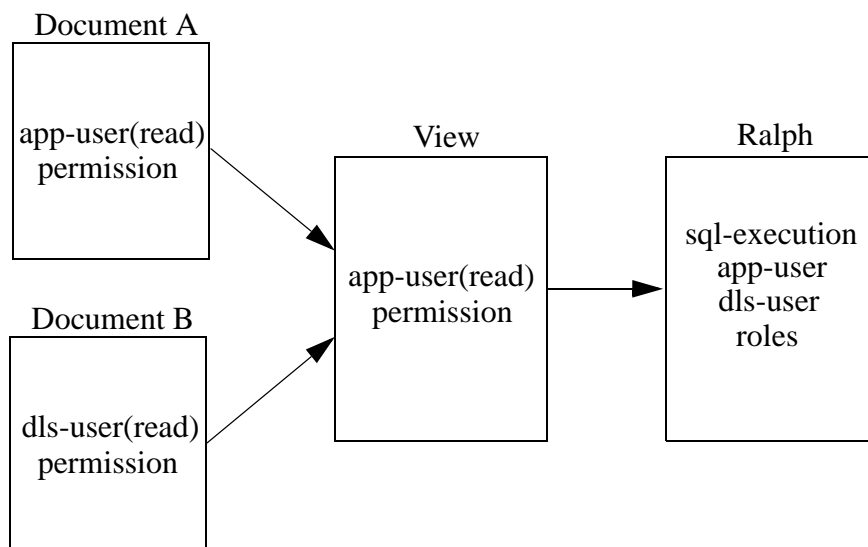 Document A
app-user(read)
permission
Document B
dls-user(read)
permission
View
app-user(read)
permission
Ralph
sql-execution
app-user
dls-user
roles